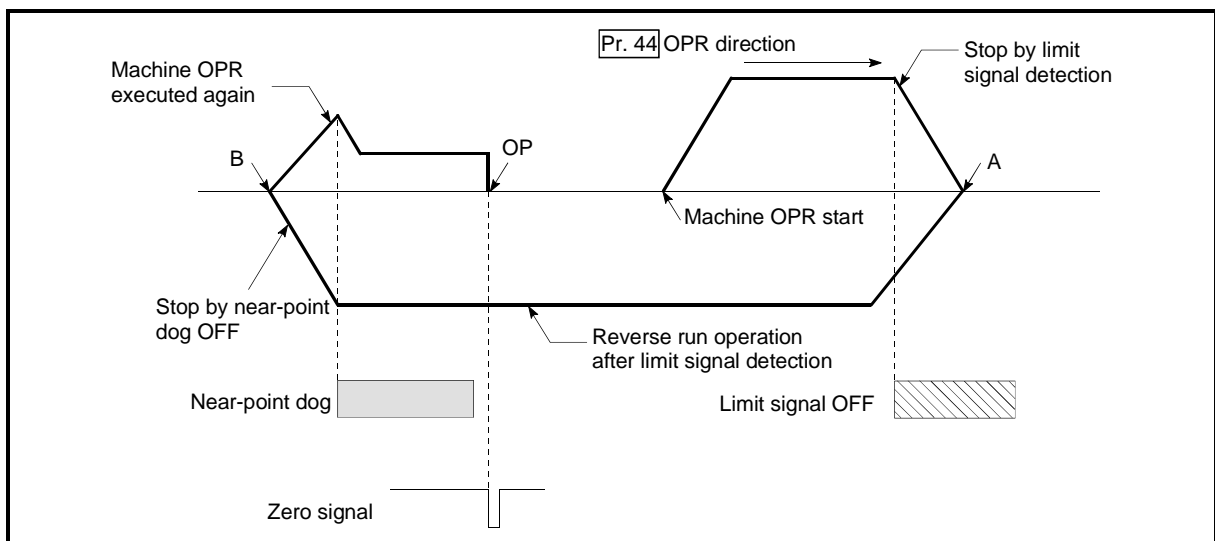 Pr. 44 OPR direction
Stop by limit
signal detection
Machine OPR
executed again
B
OP
A
Machine OPR start
Stop by near-point
dog OFF
Reverse run operation
after limit signal detection
Near-point dog
Limit signal OFF
Zero signal